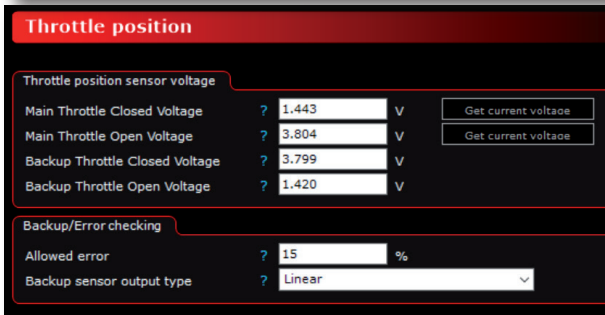 Throttle position
Throttle position sensor voltage
Main Throttle Closed Voltage ? 1.443 V Get current voltage
Main Throttle Open Voltage ? 3.804 V Get current voltage
Backup Throttle Closed Voltage ? 3.799 V
Backup Throttle Open Voltage ? 1.420 V
Backup/Error checking
Allowed error ? 15 %
Backup sensor output type ? Linear